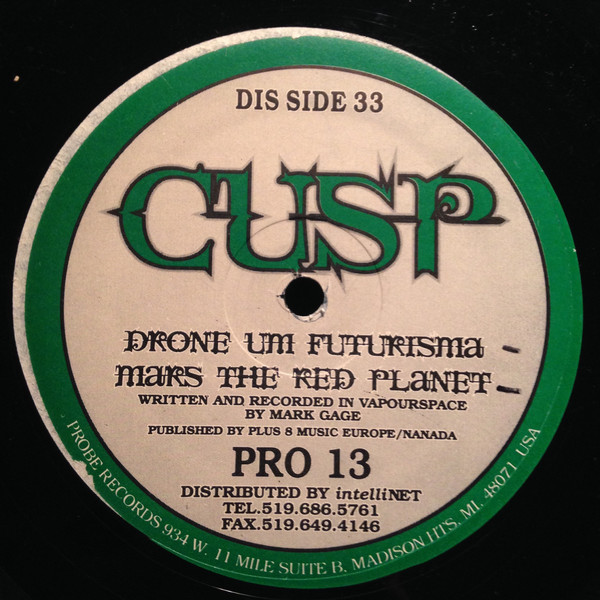 DIS SIDE 33
CUSP
DRONE UM FUTURISMA
MARS THE RED PLANET
WRITTEN AND RECORDED IN VAPOURSPACE
BY MARK GAGE
PUBLISHED BY PLUS 8 MUSIC EUROPE/NANADA
PRO 13
DISTRIBUTED BY intelliNET
TEL.519.686.5761
FAX.519.649.4146
PROBE RECORDS 934 W. 11 MILE SUITE B. MADISON HTS. MI. 48071 USA